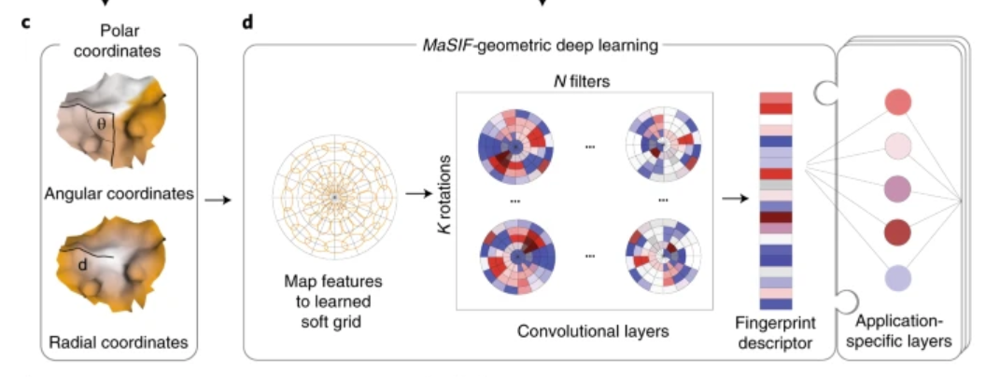 c
Polar
coordinates
θ
Angular coordinates
d
Radial coordinates
d
MaSIF-geometric deep learning
Map features
to learned
soft grid
N filters
K rotations
...
...
...
...
Convolutional layers
Fingerprint
descriptor
Application-
specific layers